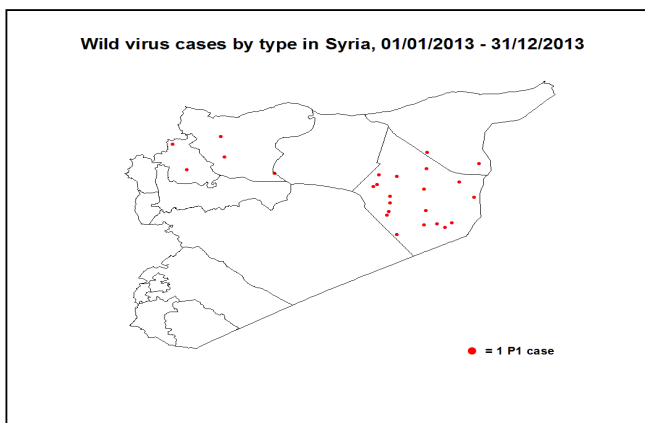 Wild virus cases by type in Syria, 01/01/2013 - 31/12/2013
= 1 P1 case